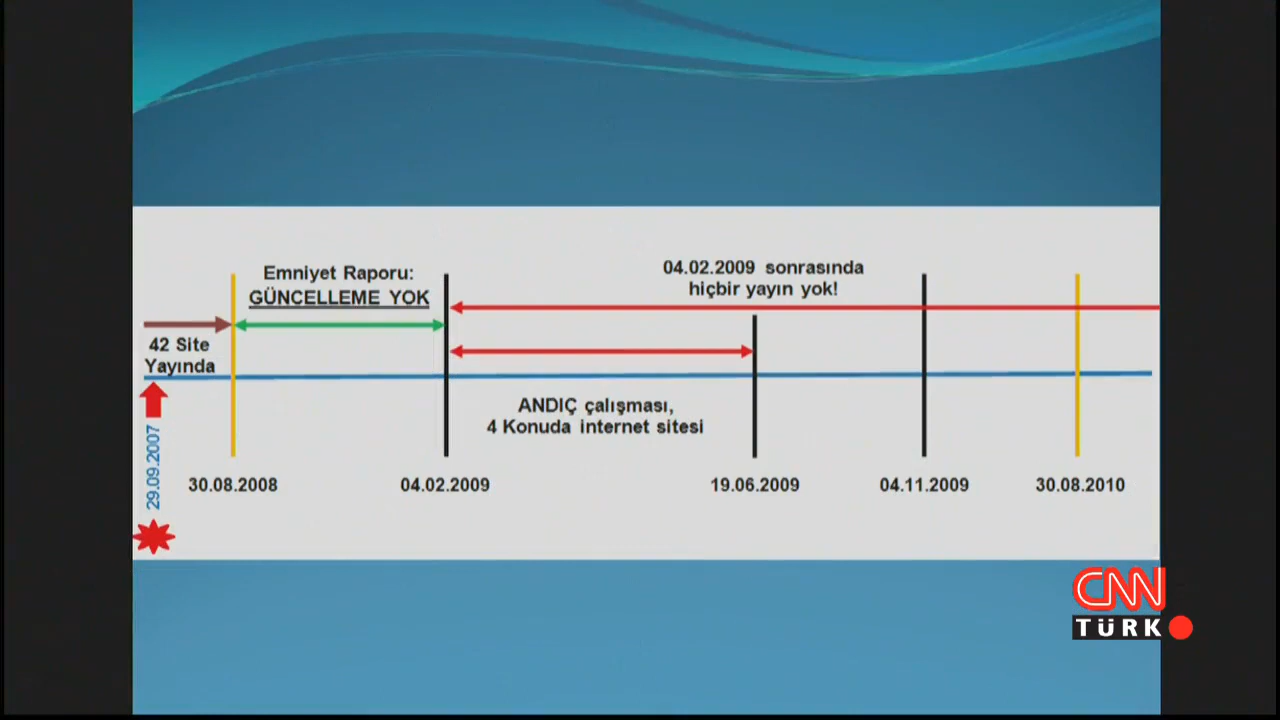 Emniyet Raporu:
GÜNCELLEME YOK
04.02.2009 sonrasında
hiçbir yayın yok!
42 Site
Yayında
ANDIÇ çalışması,
4 Konuda internet sitesi
29.09.2007
30.08.2008
04.02.2009
19.06.2009
04.11.2009
30.08.2010
CNN
TÜRK